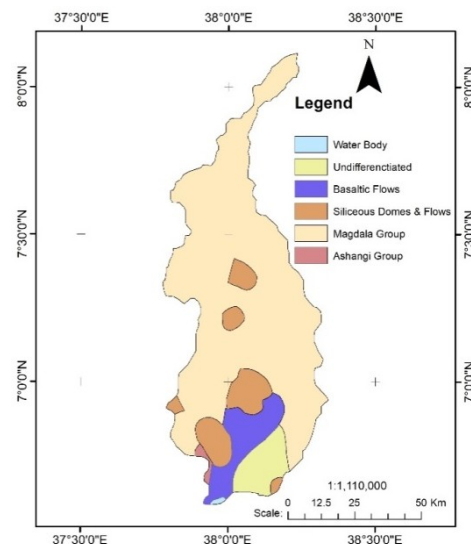 37°30'0"E 38°0'0"E 38°30'0"E
N
8°0'0"N 8°0'0"N
Legend
Water Body
Undifferenctiated
Basaltic Flows
Siliceous Domes & Flows
Magdala Group
Ashangi Group
7°30'0"N 7°30'0"N
7°0'0"N 7°0'0"N
1:1,110,000
0 12.5 25 50 Km
Scale:
37°30'0"E 38°0'0"E 38°30'0"E